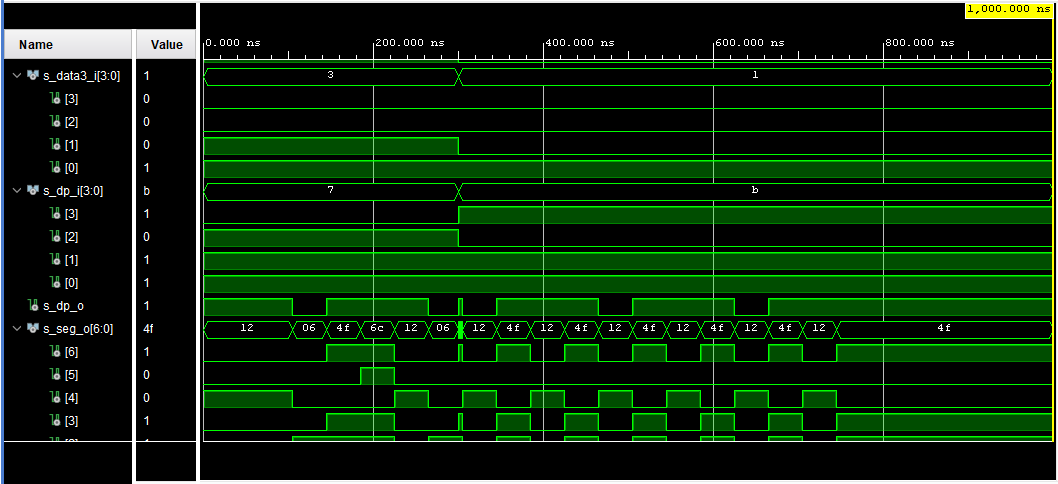 1,000.000 ns
Name Value 0.000 ns 200.000 ns 400.000 ns 600.000 ns 800.000 ns
s_data3_i[3:0] 1 3 1
[3] 0
[2] 0
[1] 0
[0] 1
s_dp_i[3:0] b 7 b
[3] 1
[2] 0
[1] 1
[0] 1
s_dp_o 1
s_seg_o[6:0] 4f 12 06 4f 6c 12 06 12 4f 12 4f 12 4f 12 4f 12 4f 12 4f
[6] 1
[5] 0
[4] 0
[3] 1